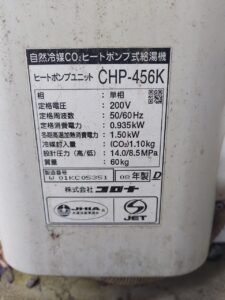 自然冷媒CO₂ヒートポンプ式給湯機
ヒートポンプユニット CHP-456K
相 : 単相
定格電圧 : 200V
定格周波数 : 50/60Hz
定格消費電力 : 0.935kW
冬期高温加熱消費電力 : 1.50kW
冷媒封入量 : (CO₂)1.10kg
設計圧力(高/低) : 14.0/8.5MPa
質量 : 60kg
製造番号
W 01KC05351 09年製 D
株式会社 コロナ
JHIA
JET